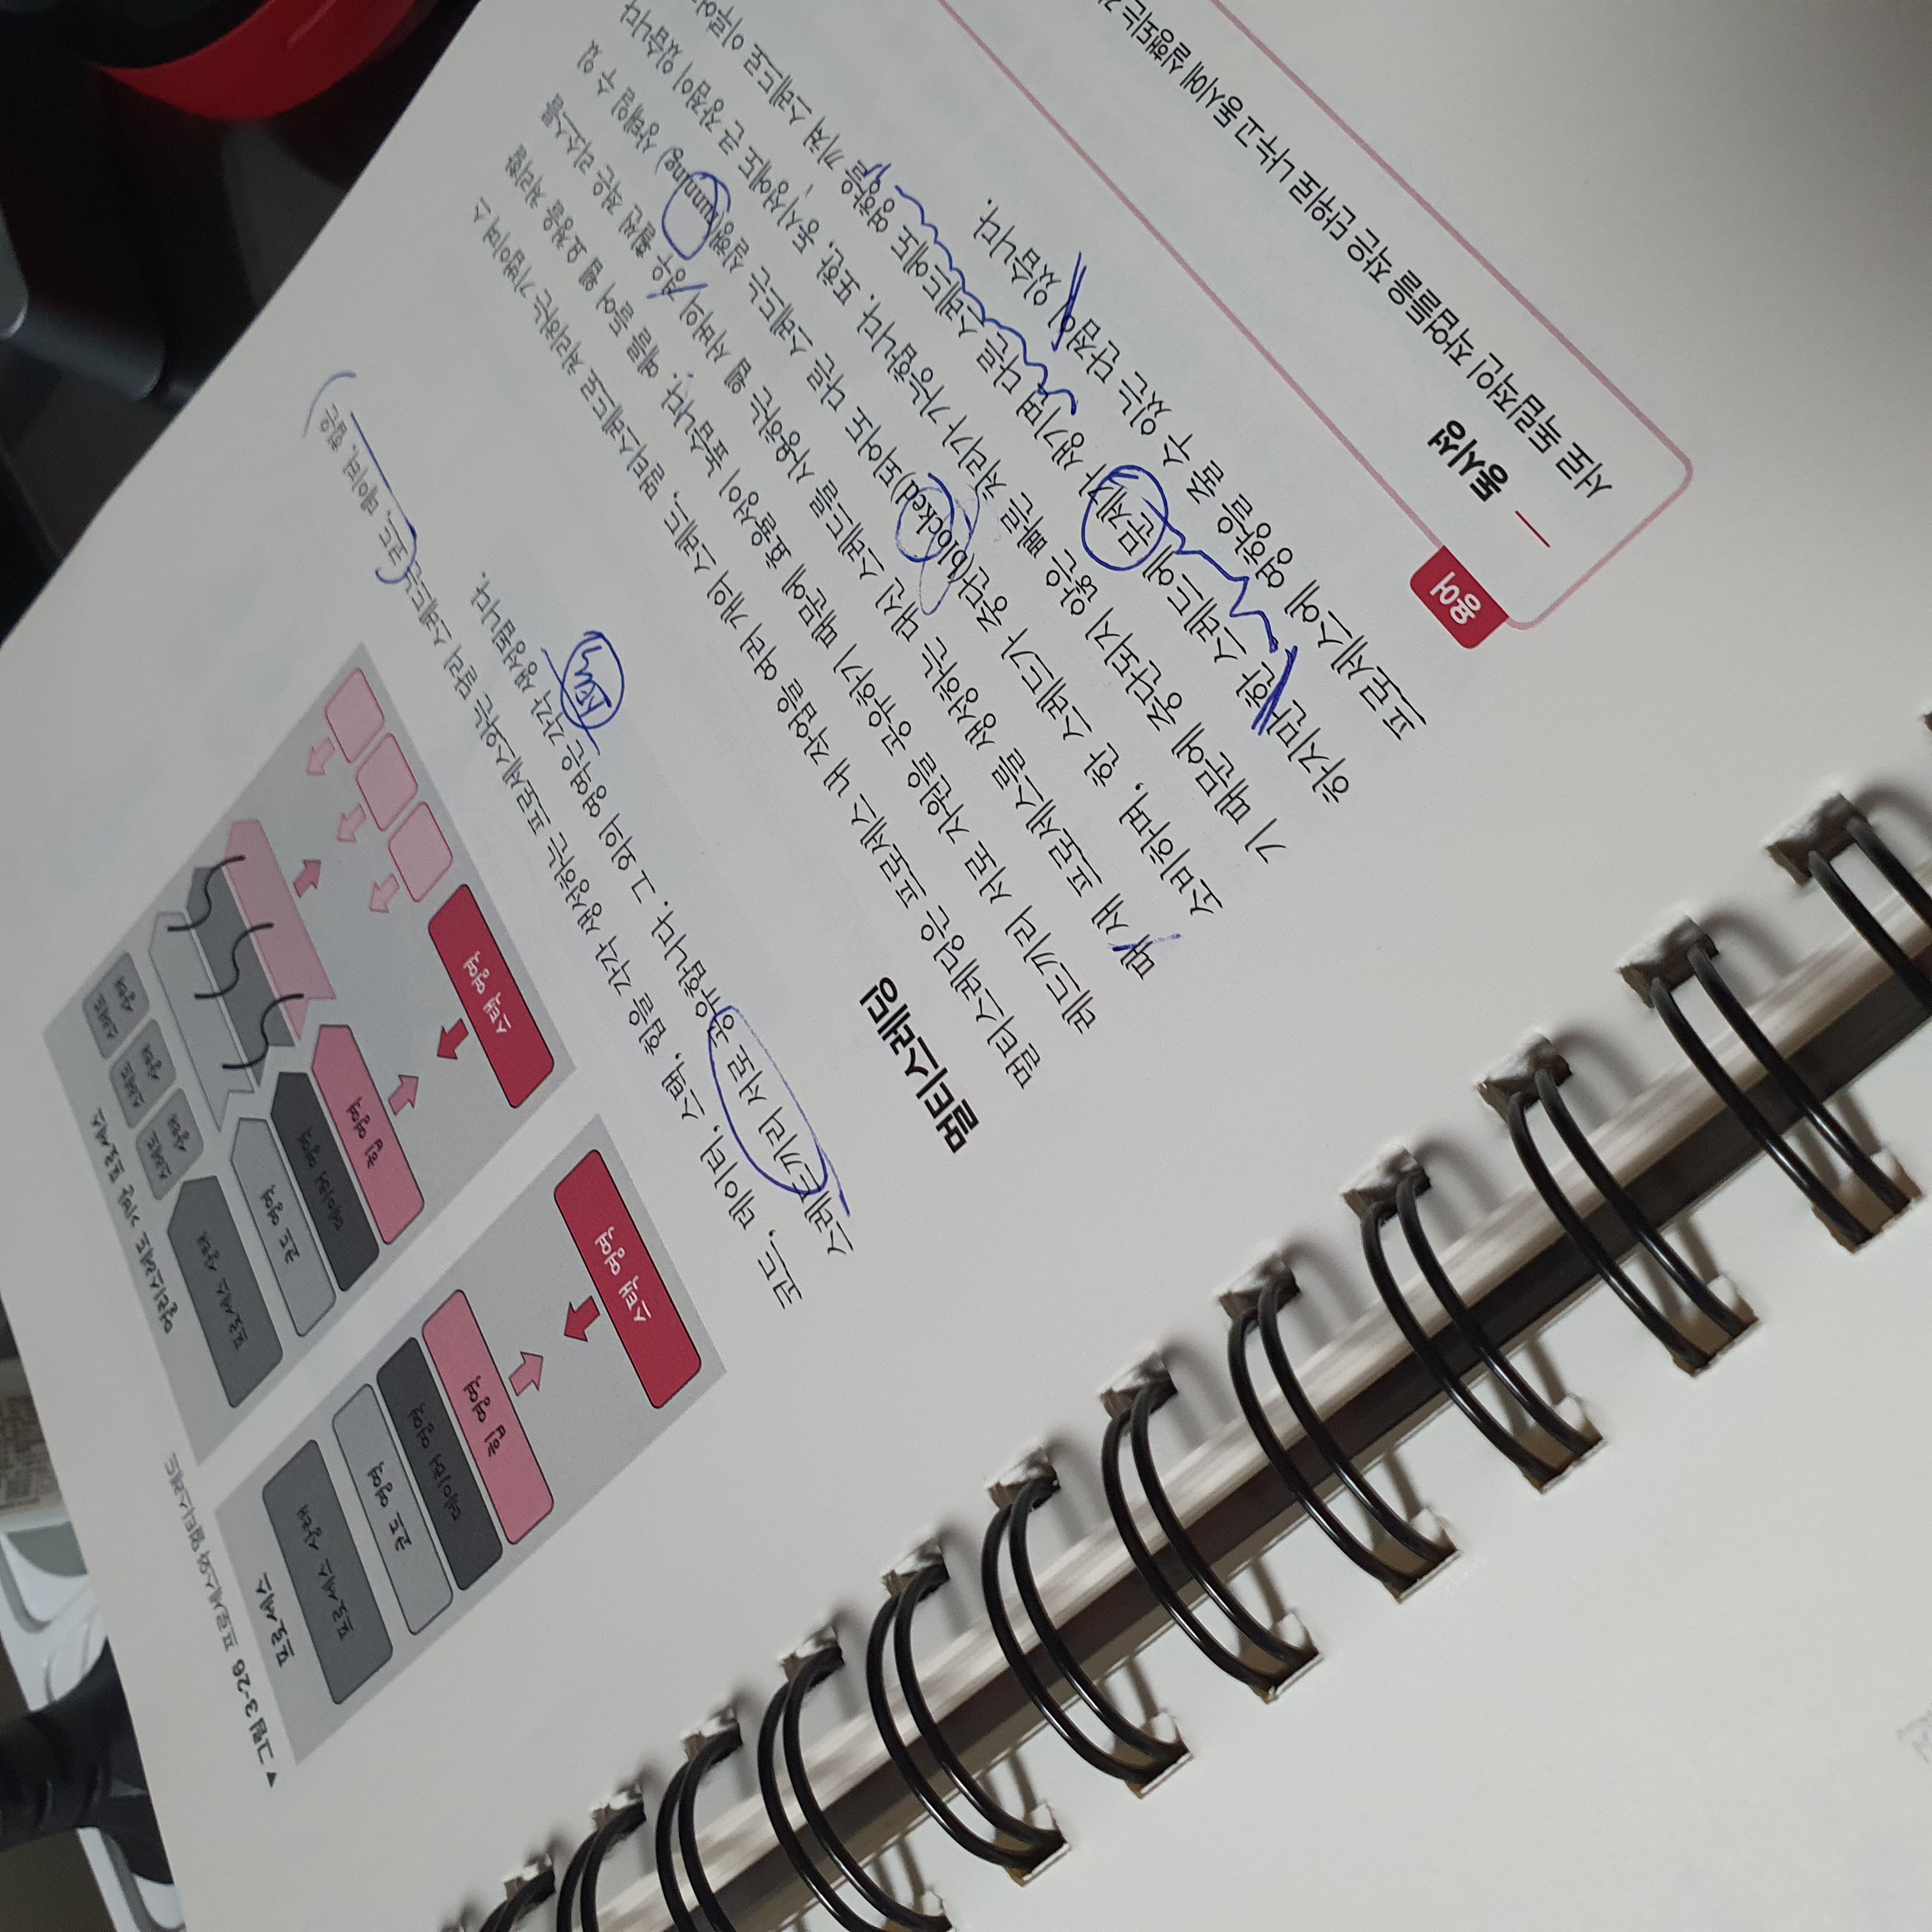 ▼ 그림 3-26 프로세스와 멀티스레드
프로세스
프로세스 상태
코드 영역
데이터 영역
힙 영역
스택 영역
멀티스레드 기반 프로세스
프로세스 상태
스레드 상태
스레드 상태
스레드 상태
코드 영역
데이터 영역
힙 영역
스택 영역
코드, 데이터, 스택, 힙을 각각 생성하는 프로세스와는 달리 스레드는 코드, 데이터, 힙은
스레드끼리 서로 공유합니다. 그 외의 영역은 각각 생성됩니다.
멀티스레딩
멀티스레딩은 프로세스 내 작업을 여러 개의 스레드, 멀티스레드로 처리하는 기법이며 스
레드끼리 서로 자원을 공유하기 때문에 효율성이 높습니다. 예를 들어 웹 요청을 처리할
때 새 프로세스를 생성하는 대신 스레드를 사용하는 웹 서버의 경우 훨씬 적은 리소스를
소비하며, 한 스레드가 중단(blocked)되어도 다른 스레드는 실행(running) 상태일 수 있
기 때문에 중단되지 않은 빠른 처리가 가능합니다. 또한, 동시성에도 큰 장점이 있습니다
하지만 한 스레드에 문제가 생기면 다른 스레드에도 영향을 끼쳐 스레드로 이루어
프로세스에 영향을 줄 수 있는 단점이 있습니다.
용어
동시성
서로 독립적인 작업들을 작은 단위로 나누고 동시에 실행되는